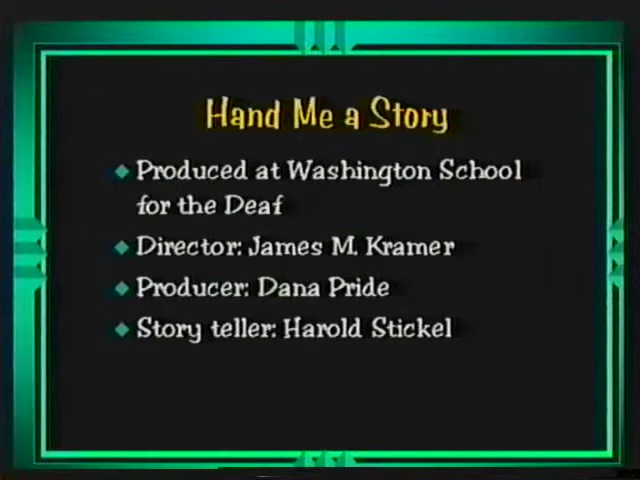 Hand Me a Story
Produced at Washington School
for the Deaf
Director: James M. Kramer
Producer: Dana Pride
Story teller: Harold Stickel